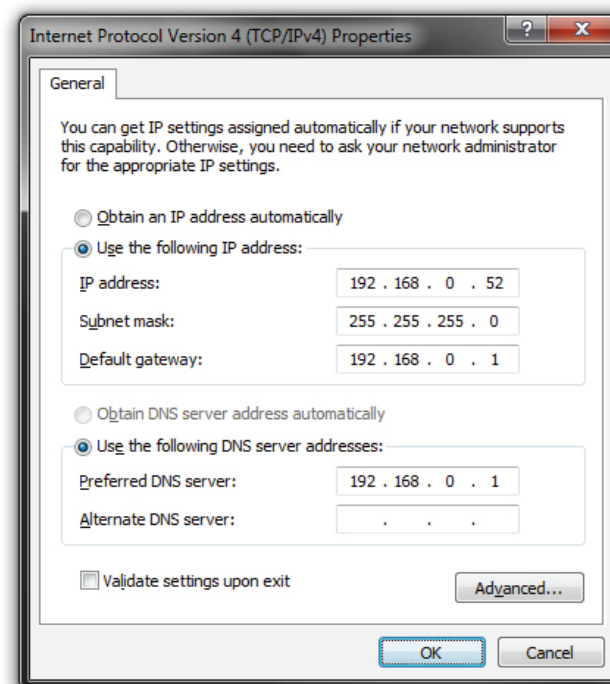 Internet Protocol Version 4 (TCP/IPv4) Properties
?
General
You can get IP settings assigned automatically if your network supports
this capability. Otherwise, you need to ask your network administrator
for the appropriate IP settings.
Obtain an IP address automatically
Use the following IP address:
IP address: 192 . 168 . 0 . 52
Subnet mask: 255 . 255 . 255 . 0
Default gateway: 192 . 168 . 0 . 1
Obtain DNS server address automatically
Use the following DNS server addresses:
Preferred DNS server: 192 . 168 . 0 . 1
Alternate DNS server: . . .
Validate settings upon exit
Advanced...
OK Cancel